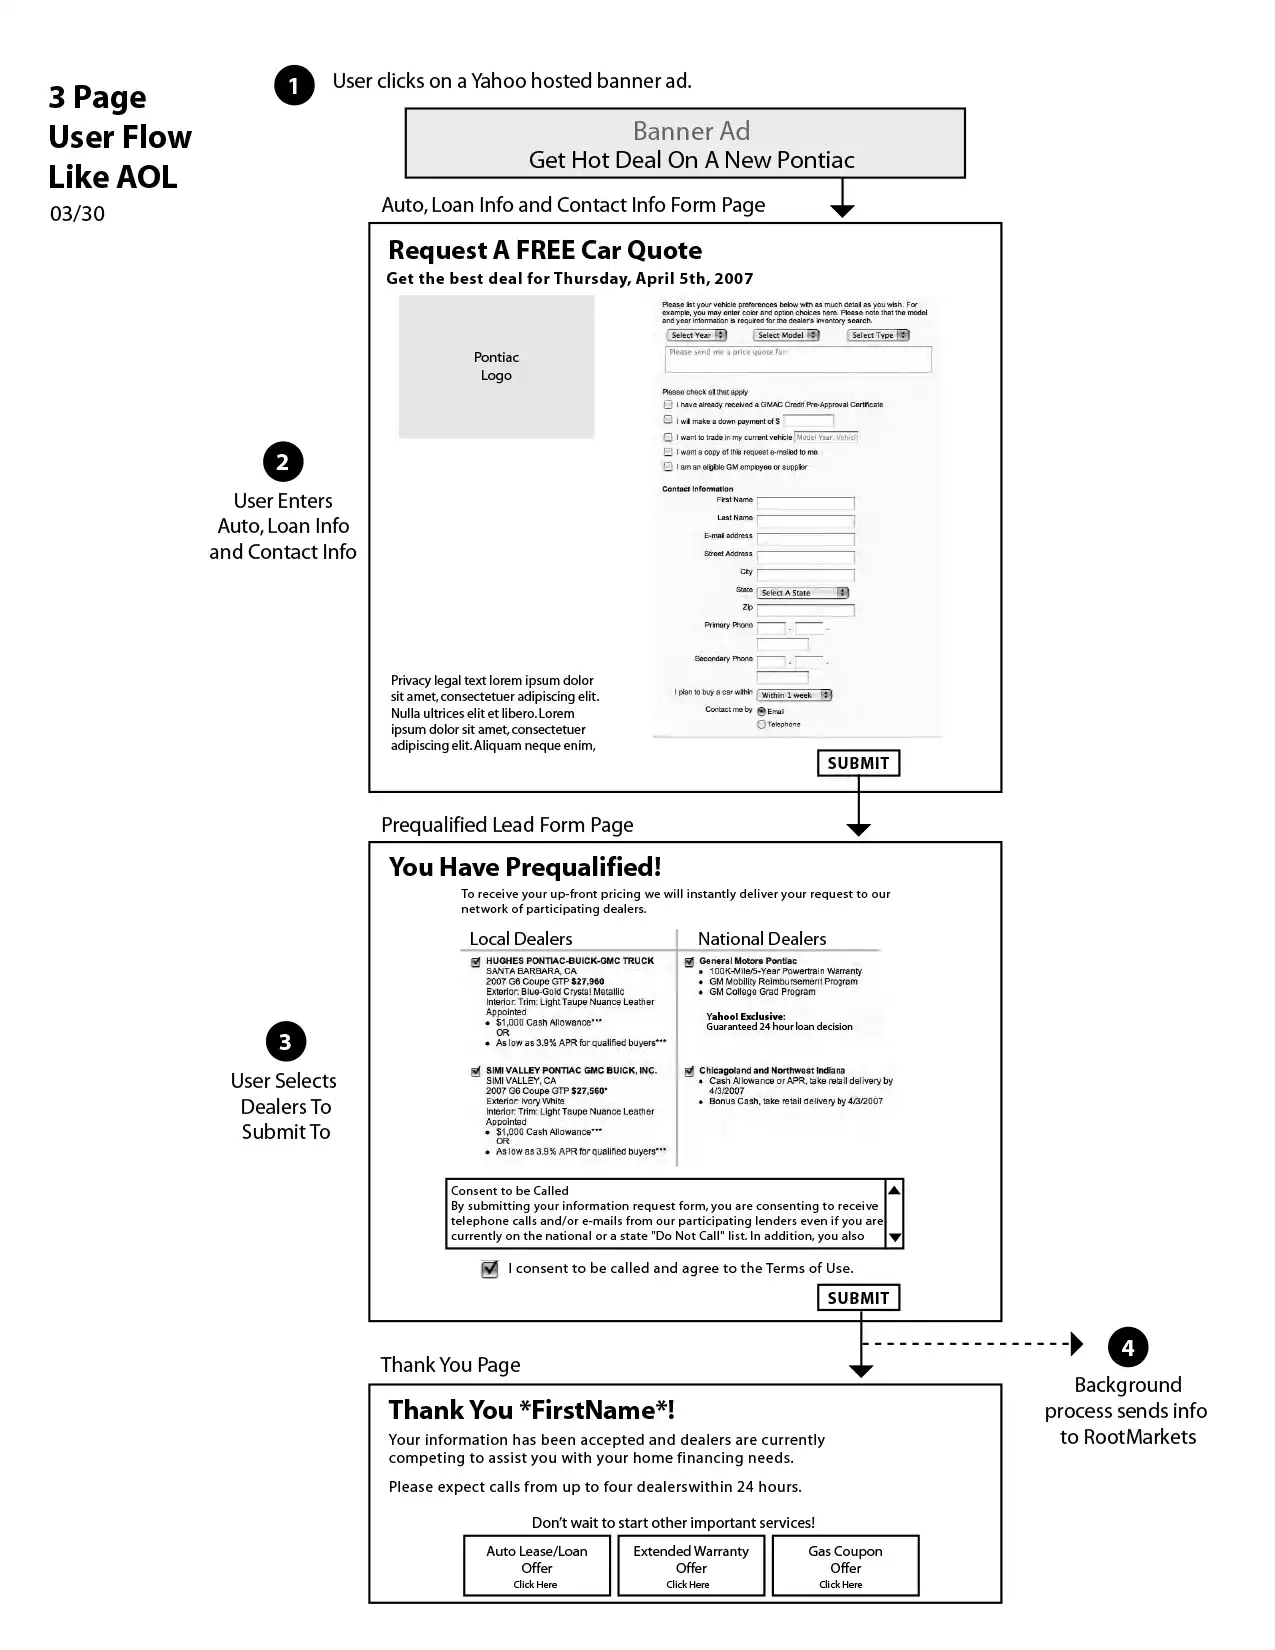 3 Page
User Flow
Like AOL
03/30
1
User clicks on a Yahoo hosted banner ad.
Banner Ad
Get Hot Deal On A New Pontiac
Auto, Loan Info and Contact Info Form Page
Request A FREE Car Quote
Get the best deal for Thursday, April 5th, 2007
Pontiac
Logo
Please list your vehicle preferences below with as much detail as you wish. For
example, you may enter color and option choices here. Please note that the model
and year information is required for the dealer's inventory search.
Select Year
Select Model
Select Type
Please send me a price quote for:
Please check all that apply
I have already received a GMAC Credit Pre-Approval Certificate
I will make a down payment of $
I want to trade in my current vehicle
Model Year, Vehicl
I want a copy of this request e-mailed to me
I am an eligible GM employee or supplier
Contact Information
First Name
Last Name
E-mail address
Street Address
City
State
Select A State
Zip
Primary Phone
- -
Secondary Phone
- -
I plan to buy a car within
Within 1 week
Contact me by
Email
Telephone
2
User Enters
Auto, Loan Info
and Contact Info
Privacy legal text lorem ipsum dolor
sit amet, consectetuer adipiscing elit.
Nulla ultrices elit et libero. Lorem
ipsum dolor sit amet, consectetuer
adipiscing elit. Aliquam neque enim,
SUBMIT
Prequalified Lead Form Page
You Have Prequalified!
To receive your up-front pricing we will instantly deliver your request to our
network of participating dealers.
Local Dealers
HUGHES PONTIAC-BUICK-GMC TRUCK
SANTA BARBARA, CA
2007 G6 Coupe GTP $27,960
Exterior: Blue-Gold Crystal Metallic
Interior: Trim: Light Taupe Nuance Leather
Appointed
• $1,000 Cash Allowance***
OR
• As low as 3.9% APR for qualified buyers***
SIMI VALLEY PONTIAC GMC BUICK, INC.
SIMI VALLEY, CA
2007 G6 Coupe GTP $27,560*
Exterior: Ivory White
Interior: Trim: Light Taupe Nuance Leather
Appointed
• $1,000 Cash Allowance***
OR
• As low as 3.9% APR for qualified buyers***
National Dealers
General Motors Pontiac
• 100K-Mile/5-Year Powertrain Warranty
• GM Mobility Reimbursement Program
• GM College Grad Program
Yahoo! Exclusive:
Guaranteed 24 hour loan decision
Chicagoland and Northwest Indiana
• Cash Allowance or APR, take retail delivery by
4/3/2007
• Bonus Cash, take retail delivery by 4/3/2007
3
User Selects
Dealers To
Submit To
Consent to be Called
By submitting your information request form, you are consenting to receive
telephone calls and/or e-mails from our participating lenders even if you are
currently on the national or a state "Do Not Call" list. In addition, you also
I consent to be called and agree to the Terms of Use.
SUBMIT
4
Background
process sends info
to RootMarkets
Thank You Page
Thank You *FirstName*!
Your information has been accepted and dealers are currently
competing to assist you with your home financing needs.
Please expect calls from up to four dealerswithin 24 hours.
Don't wait to start other important services!
Auto Lease/Loan
Offer
Click Here
Extended Warranty
Offer
Click Here
Gas Coupon
Offer
Click Here